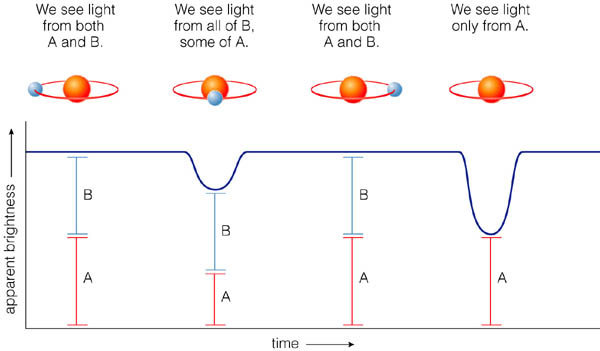 We see light
from both
A and B.
We see light
from all of B,
some of A.
We see light
from both
A and B.
We see light
only from A.
apparent brightness
B
A
B
A
B
A
A
time